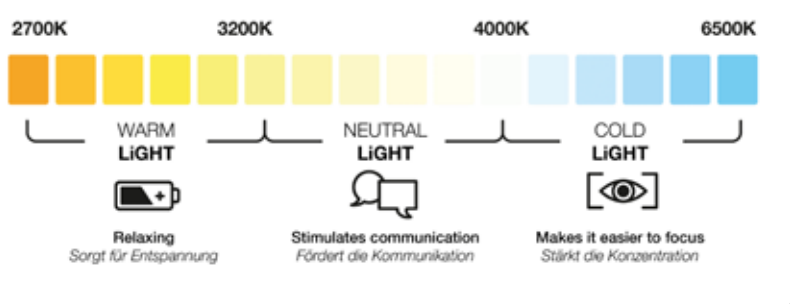 2700K 3200K 4000K 6500K
WARM
LiGHT
NEUTRAL
LiGHT
COLD
LiGHT
Relaxing
Sorgt für Entspannung
Stimulates communication
Fördert die Kommunikation
Makes it easier to focus
Stärkt die Konzentration